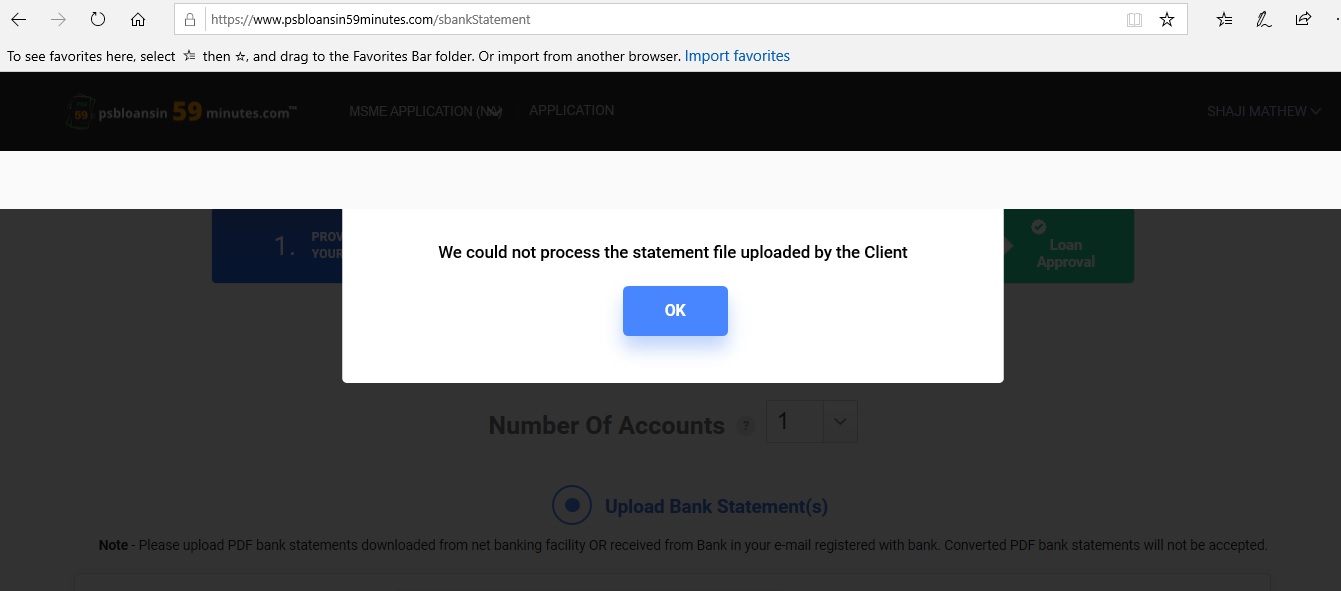 https://www.psbloansin59minutes.com/sbankStatement
To see favorites here, select then , and drag to the Favorites Bar folder. Or import from another browser. Import favorites
59 psbloansin 59 minutes.com™ MSME APPLICATION APPLICATION SHAJI MATHEW
1. PROV
YOUR
Loan
Approval
We could not process the statement file uploaded by the Client
OK
Number Of Accounts ? 1
Upload Bank Statement(s)
Note - Please upload PDF bank statements downloaded from net banking facility OR received from Bank in your e-mail registered with bank. Converted PDF bank statements will not be accepted.